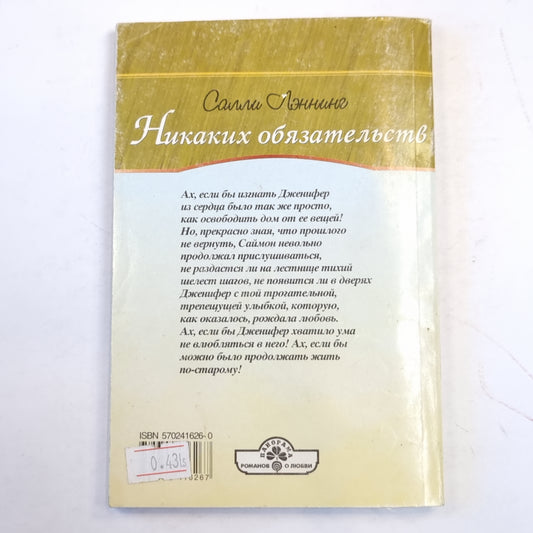 Салли Лэннинг
Никаких обязательств
Ах, если бы изгнать Дженифер
из сердца было так же просто,
как освободить дом от ее вещей!
Но, прекрасно зная, что прошлого
не вернуть, Саймон невольно
продолжал прислушиваться,
не раздастся ли на лестнице тихий
шелест шагов, не появится ли в дверях
Дженифер с той трогательной,
трепещущей улыбкой, которую,
как оказалось, рождала любовь.
Ах, если бы Дженифер хватило ума
не влюбляться в него! Ах, если бы
можно было продолжать жить
по-старому!
ISBN 570241626-0
0.43
ПАНОРАМА
РОМАНОВ О ЛЮБВИ